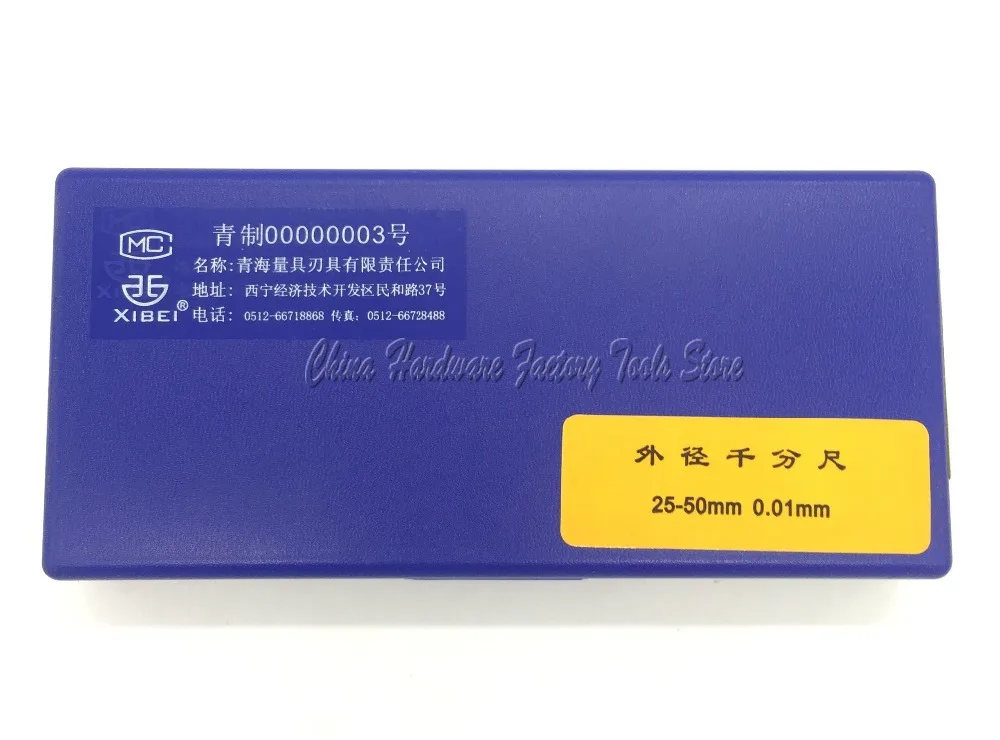 MC
青制00000003号
名称:青海量具刃具有限责任公司
地址: 西宁经济技术开发区民和路37号
XIBEI® 电话: 0512-66718868 传真: 0512-66728488
China Hardware Factory Tools Store
外径千分尺
25-50mm 0.01mm